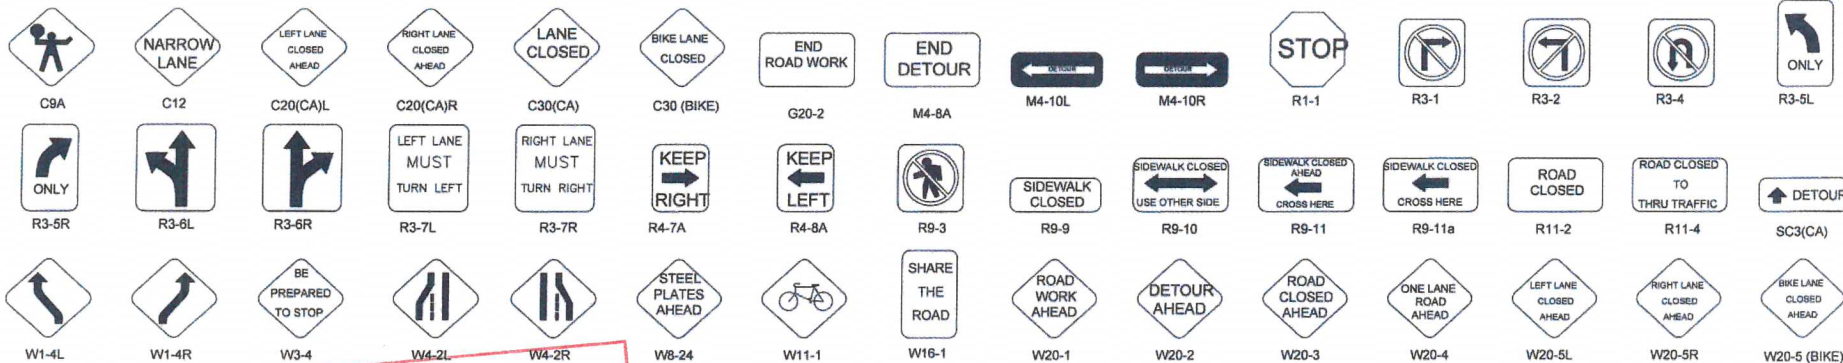 NARROW
LANE
LEFT LANE
CLOSED
AHEAD
RIGHT LANE
CLOSED
AHEAD
LANE
CLOSED
BIKE LANE
CLOSED
END
ROAD WORK
END
DETOUR
DETOUR
DETOUR
STOP
ONLY
C9A
C12
C20(CA)L
C20(CA)R
C30(CA)
C30 (BIKE)
G20-2
M4-8A
M4-10L
M4-10R
R1-1
R3-1
R3-2
R3-4
R3-5L
ONLY
LEFT LANE
MUST
TURN LEFT
RIGHT LANE
MUST
TURN RIGHT
KEEP
RIGHT
KEEP
LEFT
SIDEWALK
CLOSED
SIDEWALK CLOSED
USE OTHER SIDE
SIDEWALK CLOSED
AHEAD
CROSS HERE
SIDEWALK CLOSED
CROSS HERE
ROAD
CLOSED
ROAD CLOSED
TO
THRU TRAFFIC
DETOUR
R3-5R
R3-6L
R3-6R
R3-7L
R3-7R
R4-7A
R4-8A
R9-3
R9-9
R9-10
R9-11
R9-11a
R11-2
R11-4
SC3(CA)
BE
PREPARED
TO STOP
STEEL
PLATES
AHEAD
SHARE
THE
ROAD
ROAD
WORK
AHEAD
DETOUR
AHEAD
ROAD
CLOSED
AHEAD
ONE LANE
ROAD
AHEAD
LEFT LANE
CLOSED
AHEAD
RIGHT LANE
CLOSED
AHEAD
BIKE LANE
CLOSED
AHEAD
W1-4L
W1-4R
W3-4
W4-2L
W4-2R
W8-24
W11-1
W16-1
W20-1
W20-2
W20-3
W20-4
W20-5L
W20-5R
W20-5 (BIKE)